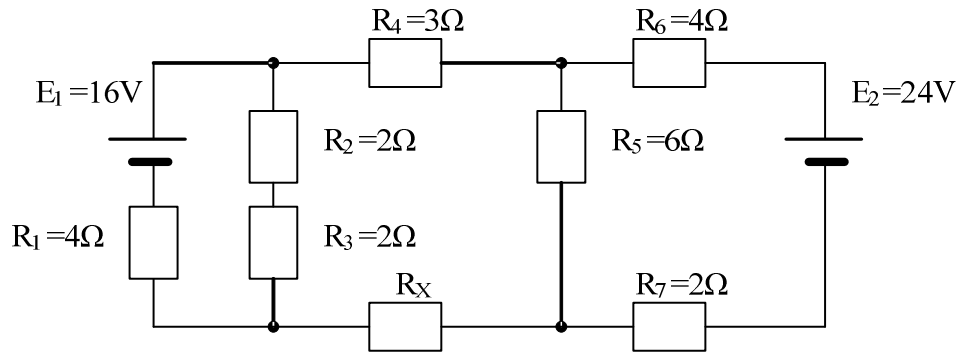 R₄=3Ω
R₆=4Ω
E₁=16V
E₂=24V
R₂=2Ω
R₅=6Ω
R₁=4Ω
R₃=2Ω
Rₓ
R₇=2Ω